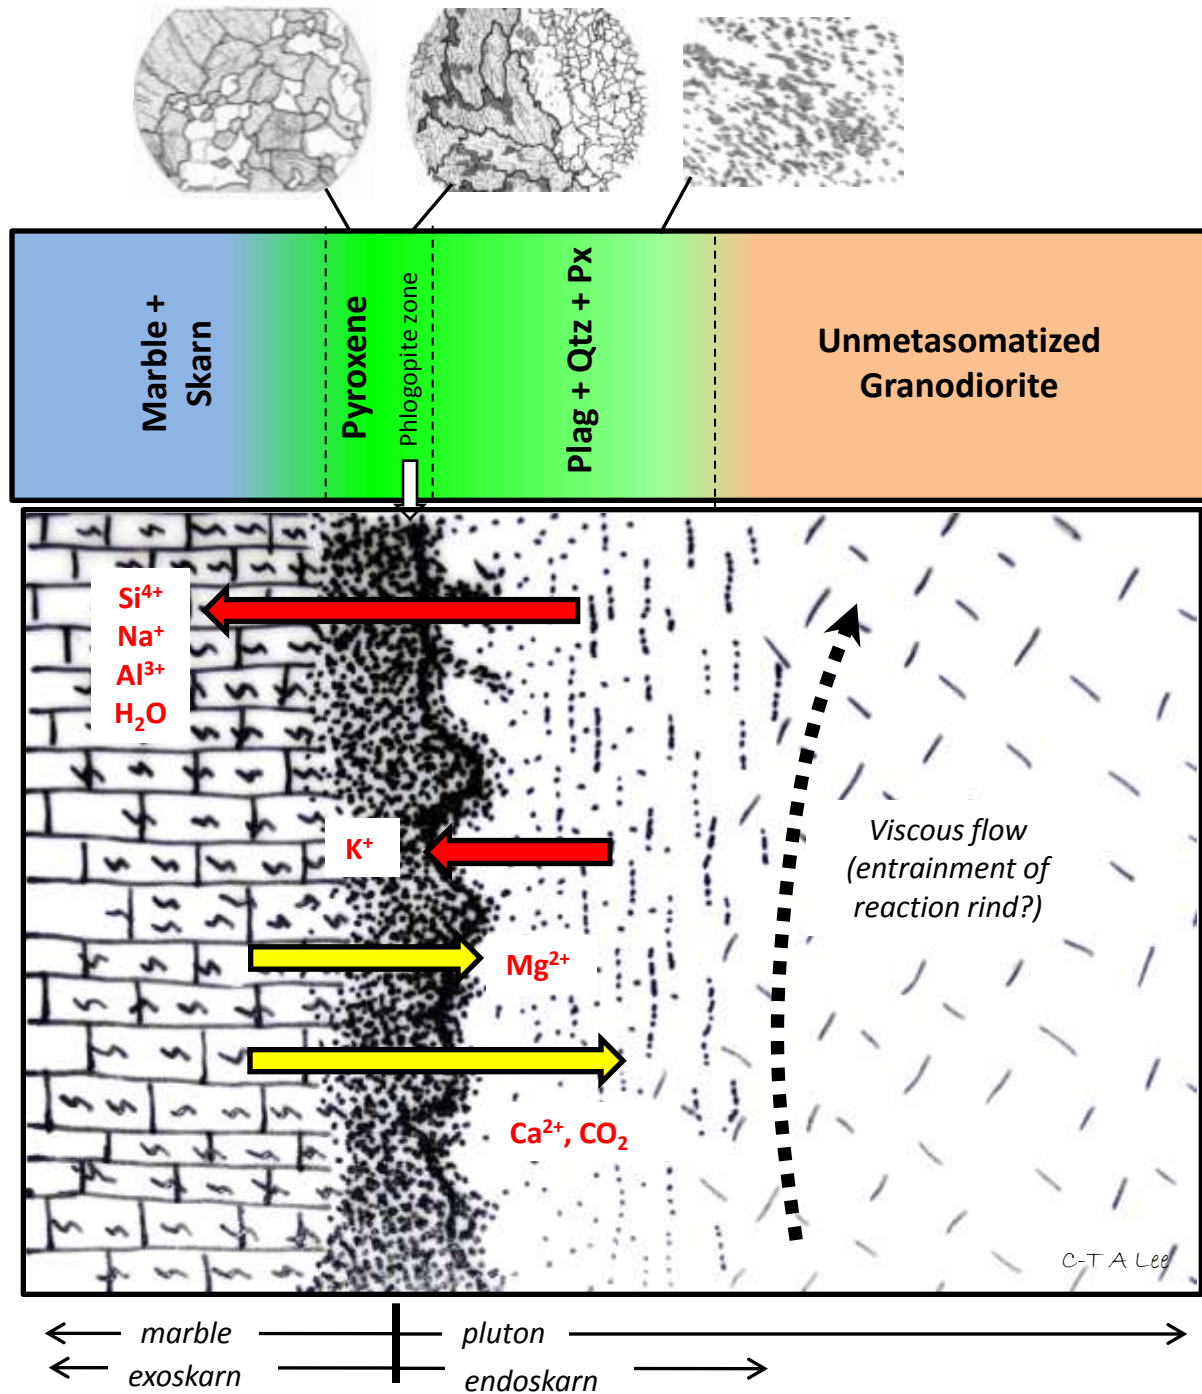 Marble +
Skarn
Pyroxene
Phlogopite zone
Plag + Qtz + Px
Unmetasomatized
Granodiorite
Si⁴⁺
Na⁺
Al³⁺
H₂O
K⁺
Viscous flow
(entrainment of
reaction rind?)
Mg²⁺
Ca²⁺, CO₂
C-T A Lee
marble
pluton
exoskarn
endoskarn